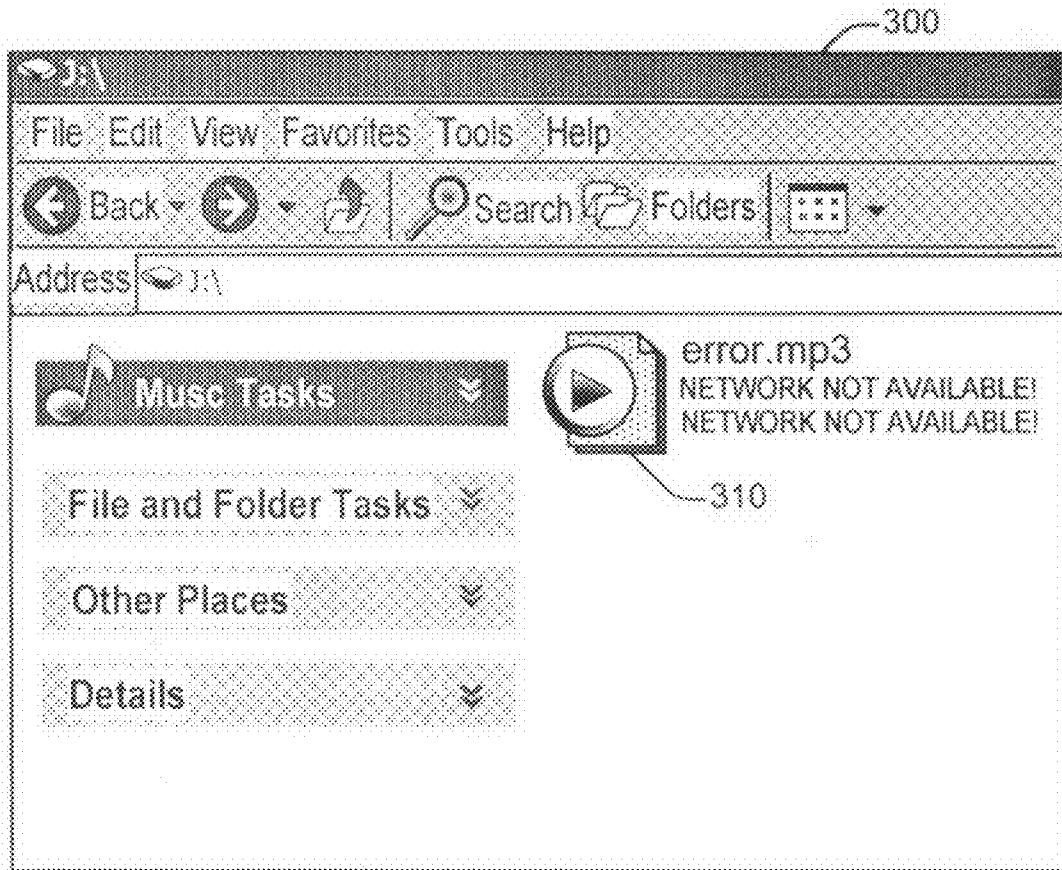 300
J:\
File Edit View Favorites Tools Help
Back Search Folders
Address J:\
Musc Tasks
error.mp3
NETWORK NOT AVAILABLE!
NETWORK NOT AVAILABLE!
310
File and Folder Tasks
Other Places
Details